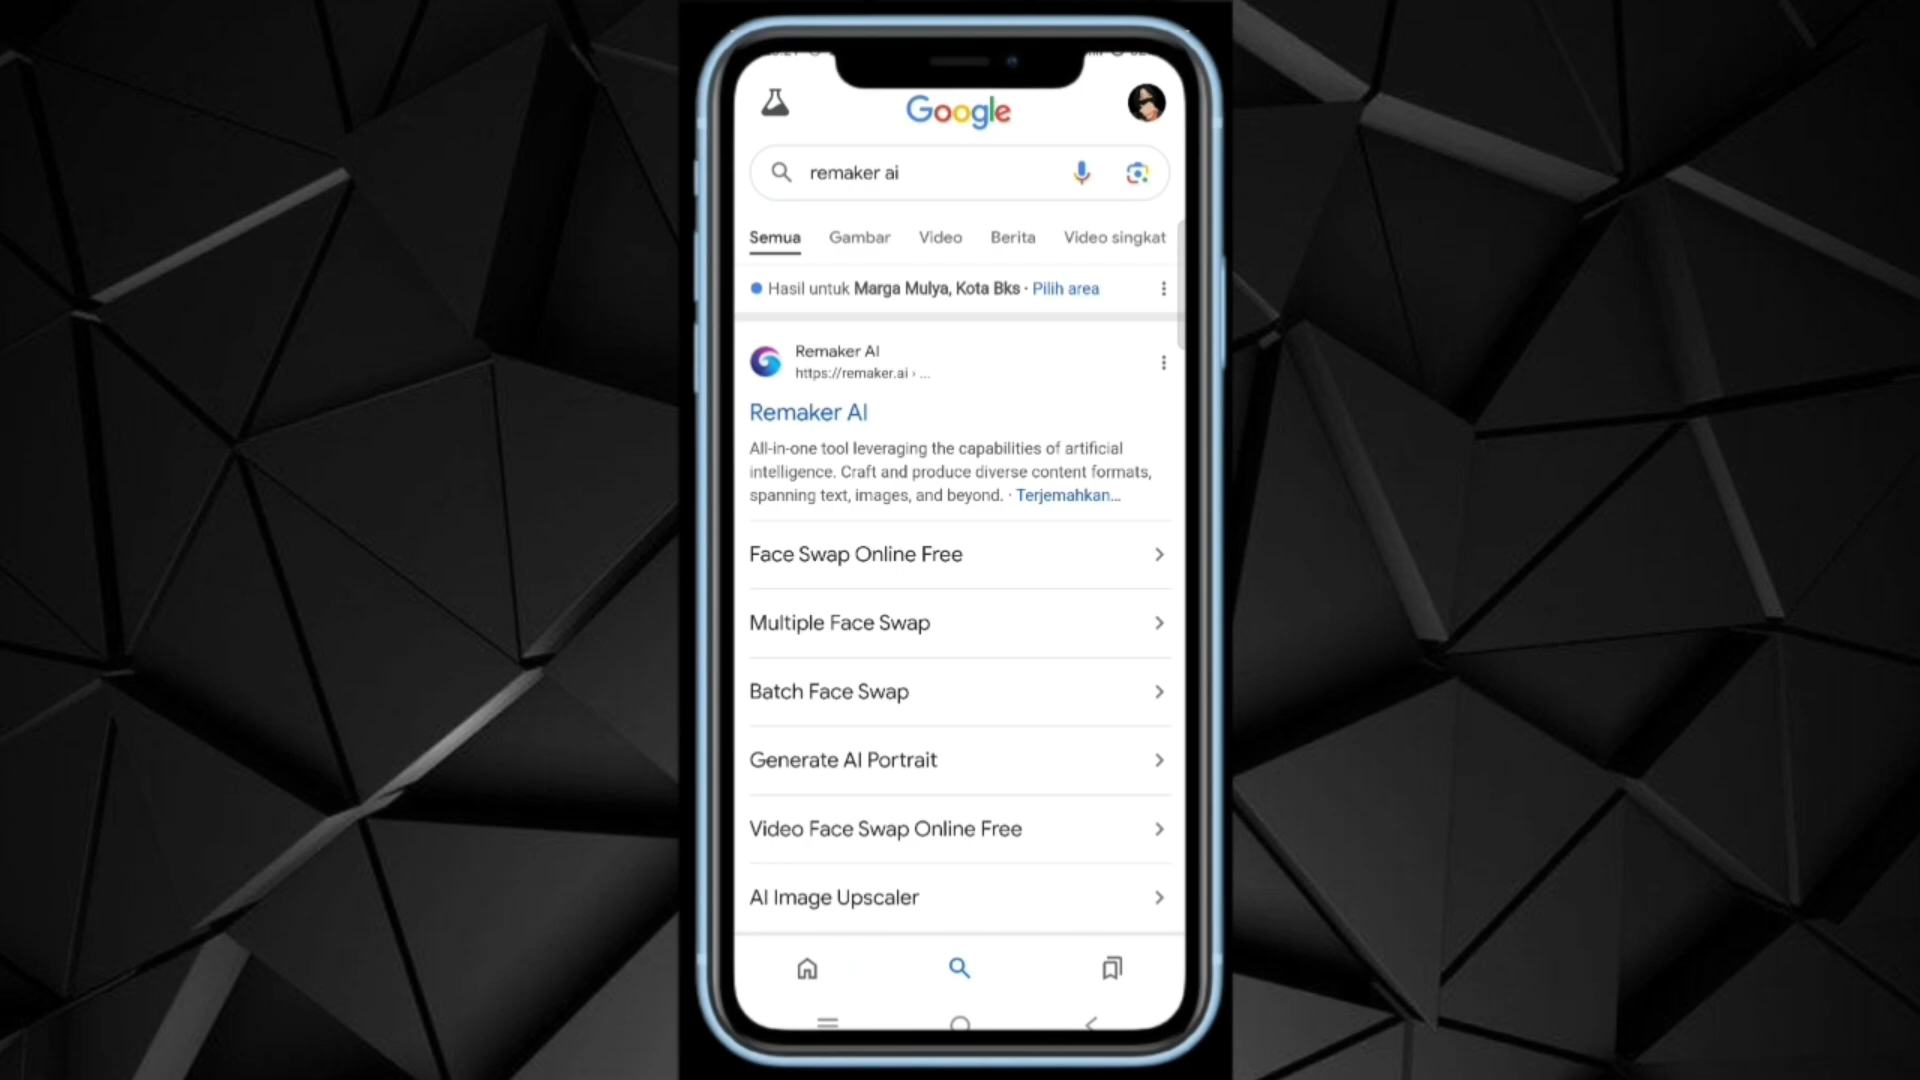 Google
remaker ai
Semua Gambar Video Berita Video singkat
Hasil untuk Marga Mulya, Kota Bks · Pilih area
Remaker AI
https://remaker.ai › ...
Remaker AI
All-in-one tool leveraging the capabilities of artificial
intelligence. Craft and produce diverse content formats,
spanning text, images, and beyond. · Terjemahkan...
Face Swap Online Free
Multiple Face Swap
Batch Face Swap
Generate AI Portrait
Video Face Swap Online Free
AI Image Upscaler